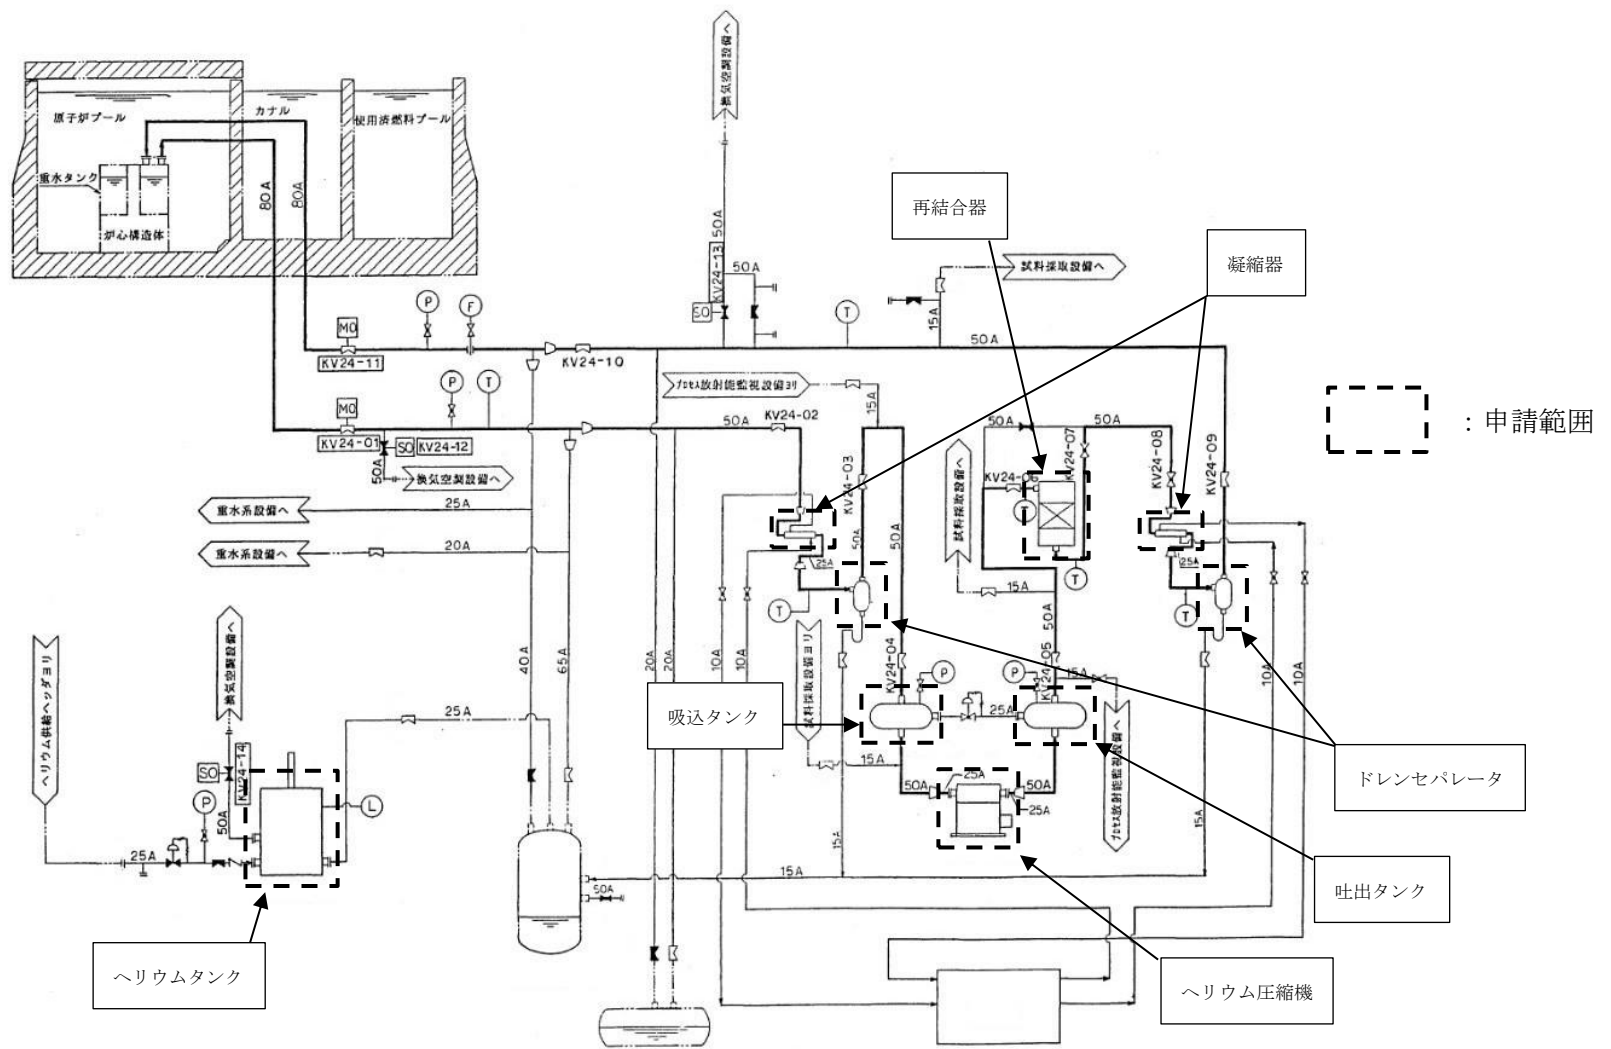 換気空調設備へ
原子炉プール
カナル
使用済燃料プール
重水タンク
炉心構造体
80A
80A
50A
KV24-13
50A
SO
再結合器
凝縮器
試料採取設備へ
15A
P
F
T
MO
KV24-11
KV24-10
50A
プロセス放射能監視設備ヨリ
15A
P
T
MO
KV24-01
SO
KV24-12
50A
換気空調設備へ
50A
KV24-02
KV24-03
50A
50A
試料採取設備へ
50A
KV24-06
KV24-07
50A
KV24-08
KV24-09
T
T
：申請範囲
重水系設備へ
25A
重水系設備へ
20A
25A
T
15A
50A
25A
T
ヘリウム供給ヘッダヨリ
換気空調設備へ
40A
65A
20A
20A
10A
10A
試料採取設備ヨリ
KV24-04
P
P
KV24-05
15A
10A
10A
吸込タンク
25A
プロセス放射能監視設備へ
ドレンセパレータ
25A
SO
KV24-14
P
50A
L
15A
50A
25A
50A
25A
15A
15A
25A
15A
50A
吐出タンク
ヘリウムタンク
ヘリウム圧縮機